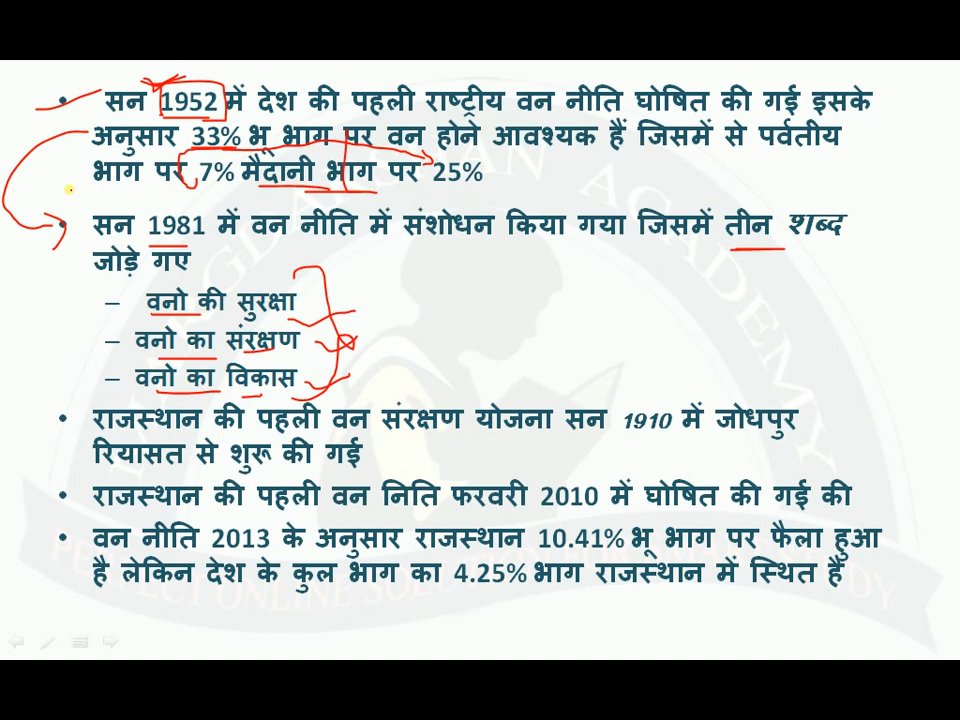 • सन 1952 में देश की पहली राष्ट्रीय वन नीति घोषित की गई इसके
अनुसार 33% भू भाग पर वन होने आवश्यक हैं जिसमें से पर्वतीय
भाग पर 7% मैदानी भाग पर 25%
• सन 1981 में वन नीति में संशोधन किया गया जिसमें तीन शब्द
जोड़े गए
– वनो की सुरक्षा
– वनो का संरक्षण
– वनो का विकास
• राजस्थान की पहली वन संरक्षण योजना सन 1910 में जोधपुर
रियासत से शुरू की गई
• राजस्थान की पहली वन निति फरवरी 2010 में घोषित की गई की
• वन नीति 2013 के अनुसार राजस्थान 10.41% भू भाग पर फैला हुआ
है लेकिन देश के कुल भाग का 4.25% भाग राजस्थान में स्थित है